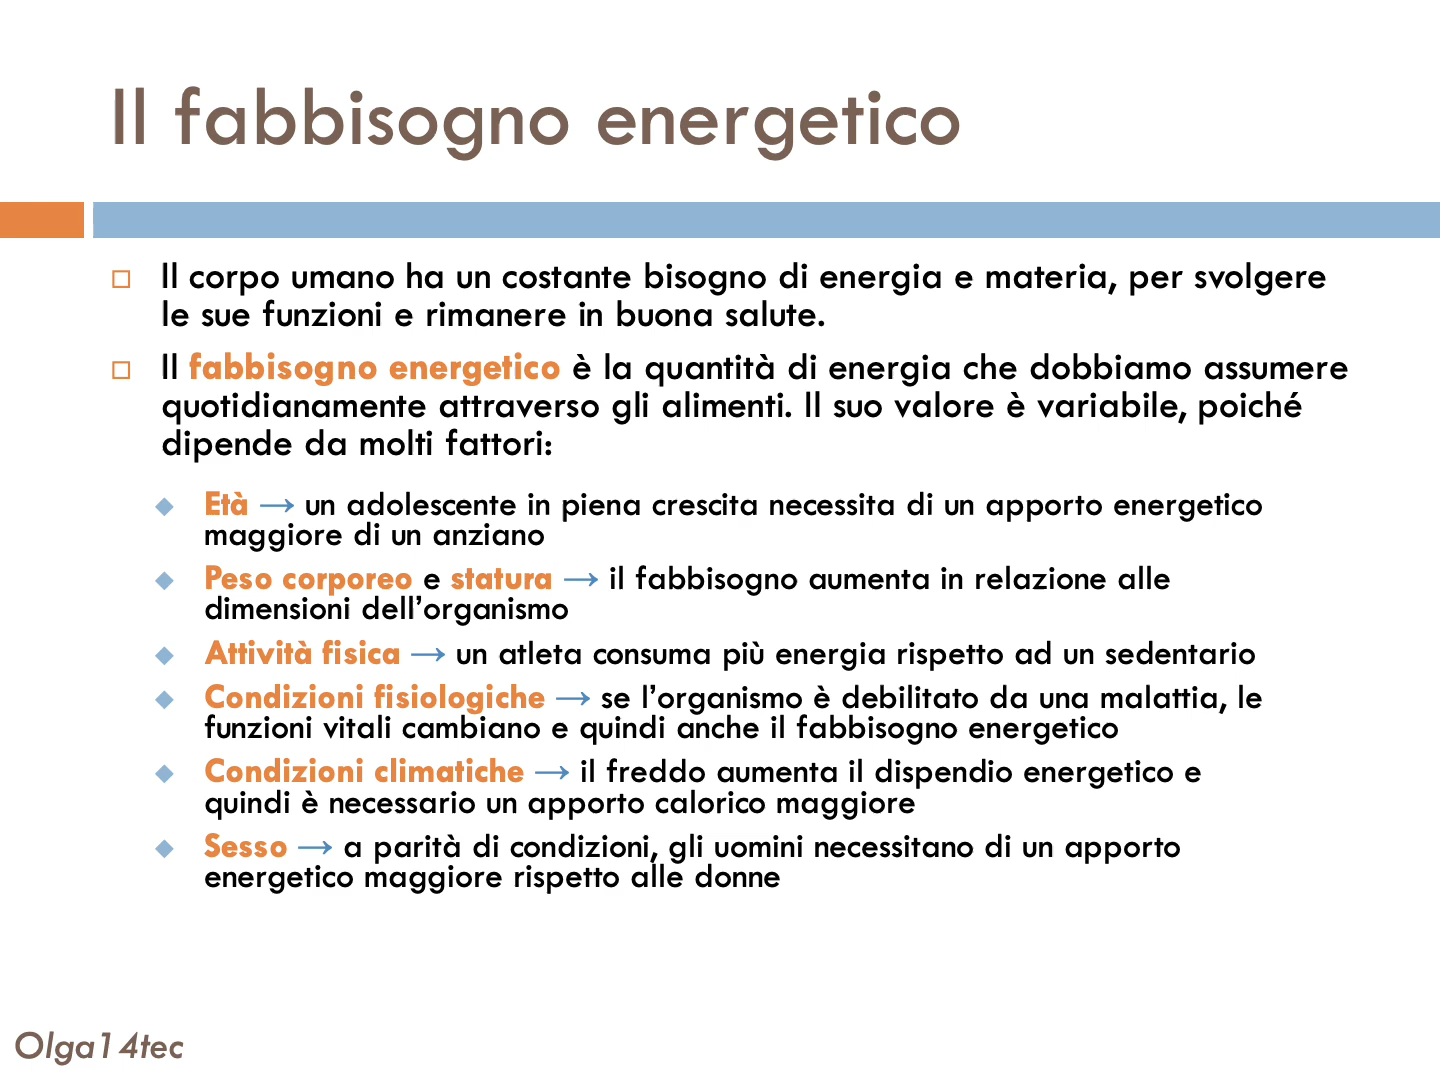 Il fabbisogno energetico
Il corpo umano ha un costante bisogno di energia e materia, per svolgere
le sue funzioni e rimanere in buona salute.
Il fabbisogno energetico è la quantità di energia che dobbiamo assumere
quotidianamente attraverso gli alimenti. Il suo valore è variabile, poiché
dipende da molti fattori:
Età → un adolescente in piena crescita necessita di un apporto energetico
maggiore di un anziano
Peso corporeo e statura → il fabbisogno aumenta in relazione alle
dimensioni dell’organismo
Attività fisica → un atleta consuma più energia rispetto ad un sedentario
Condizioni fisiologiche → se l’organismo è debilitato da una malattia, le
funzioni vitali cambiano e quindi anche il fabbisogno energetico
Condizioni climatiche → il freddo aumenta il dispendio energetico e
quindi è necessario un apporto calorico maggiore
Sesso → a parità di condizioni, gli uomini necessitano di un apporto
energetico maggiore rispetto alle donne
Olga14tec